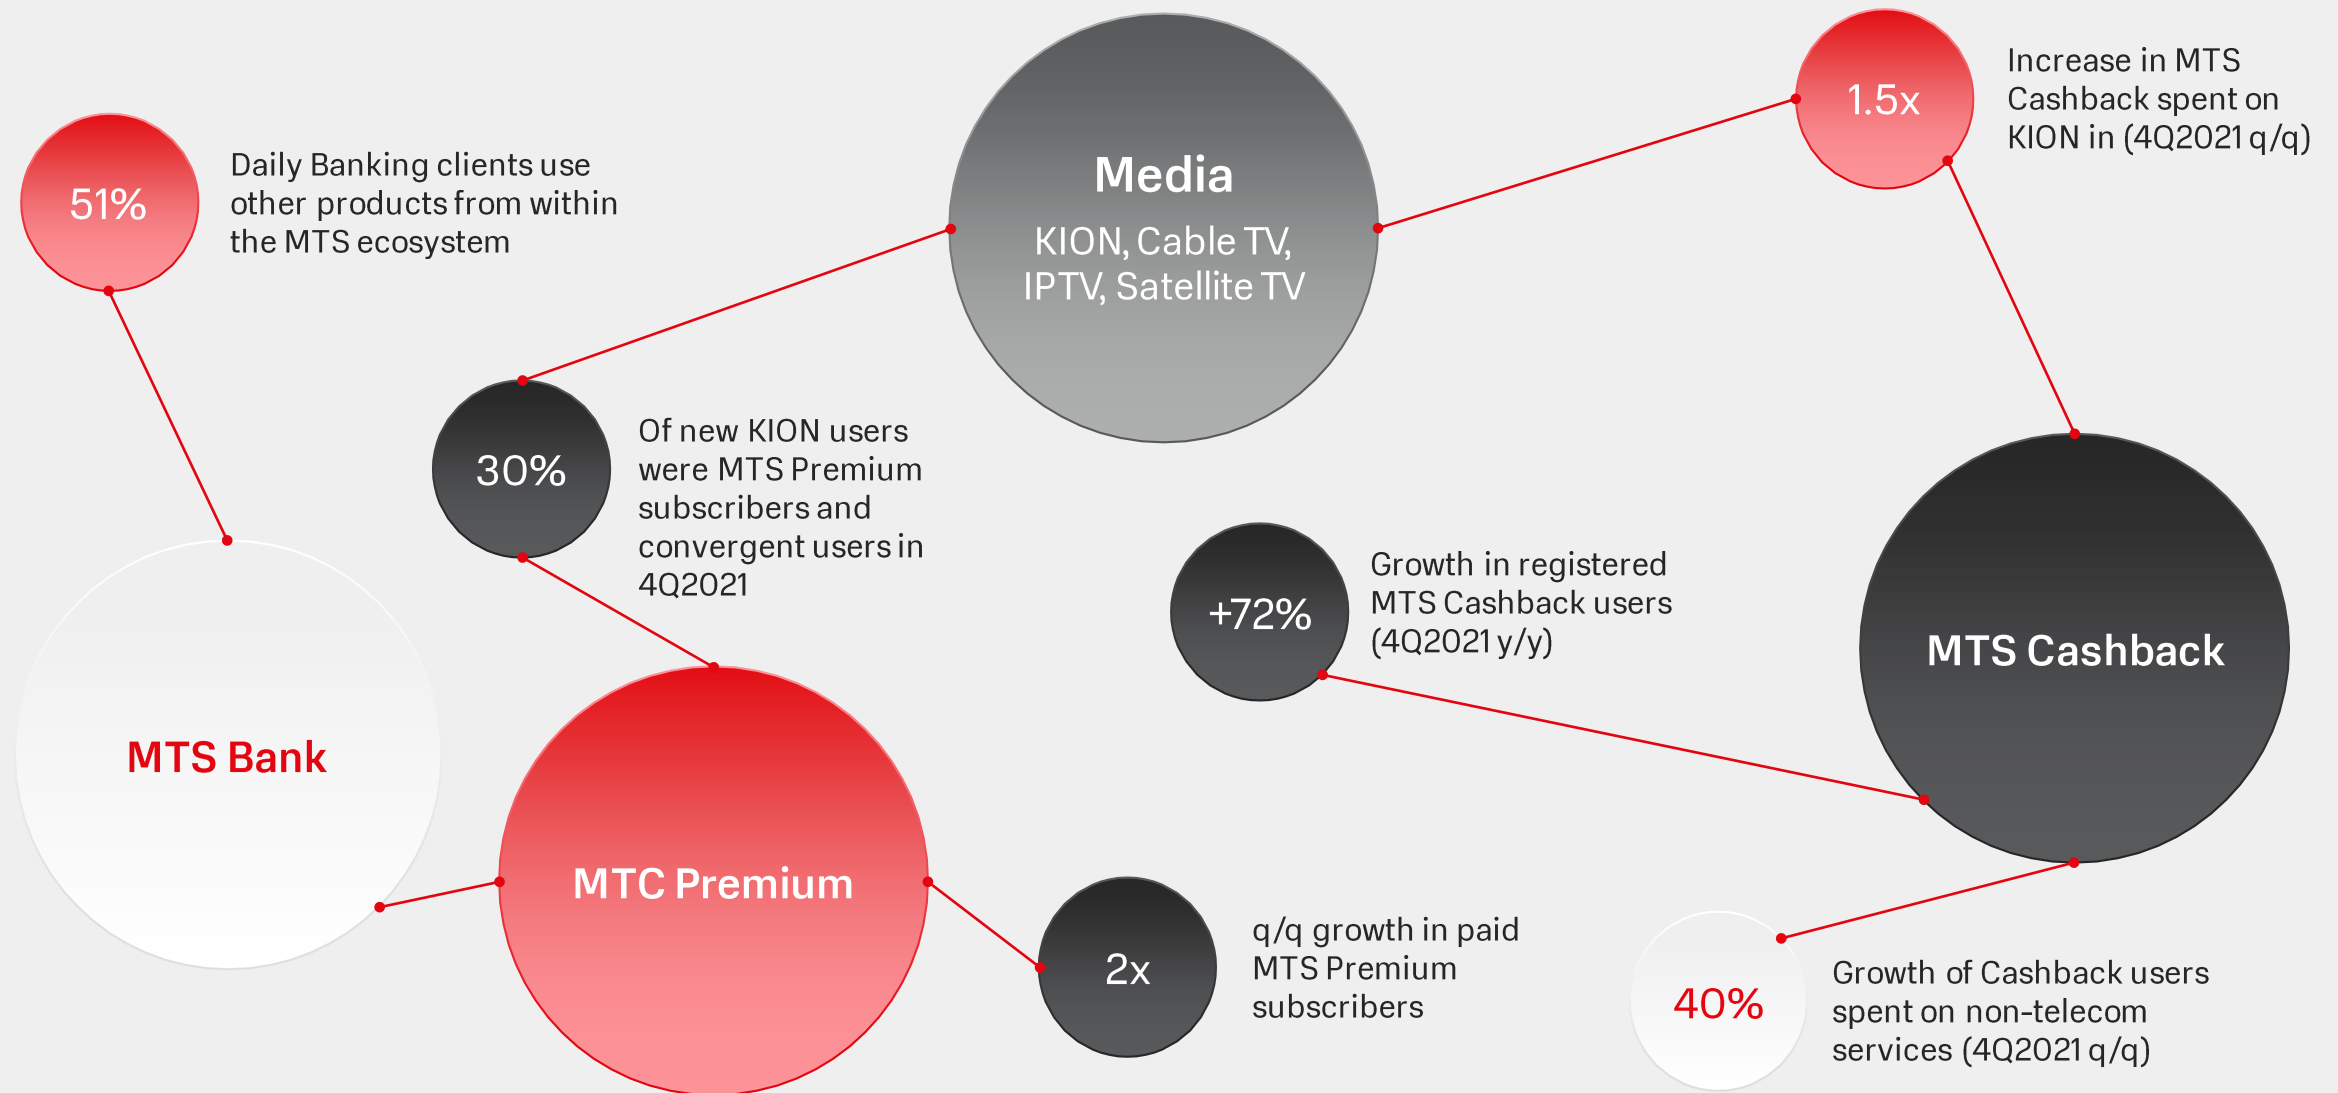 51%
Daily Banking clients use
other products from within
the MTS ecosystem
Media
KION, Cable TV,
IPTV, Satellite TV
1.5x
Increase in MTS
Cashback spent on
KION in (4Q2021 q/q)
30%
Of new KION users
were MTS Premium
subscribers and
convergent users in
4Q2021
+72%
Growth in registered
MTS Cashback users
(4Q2021 y/y)
MTS Cashback
MTS Bank
MTC Premium
2x
q/q growth in paid
MTS Premium
subscribers
40%
Growth of Cashback users
spent on non-telecom
services (4Q2021 q/q)